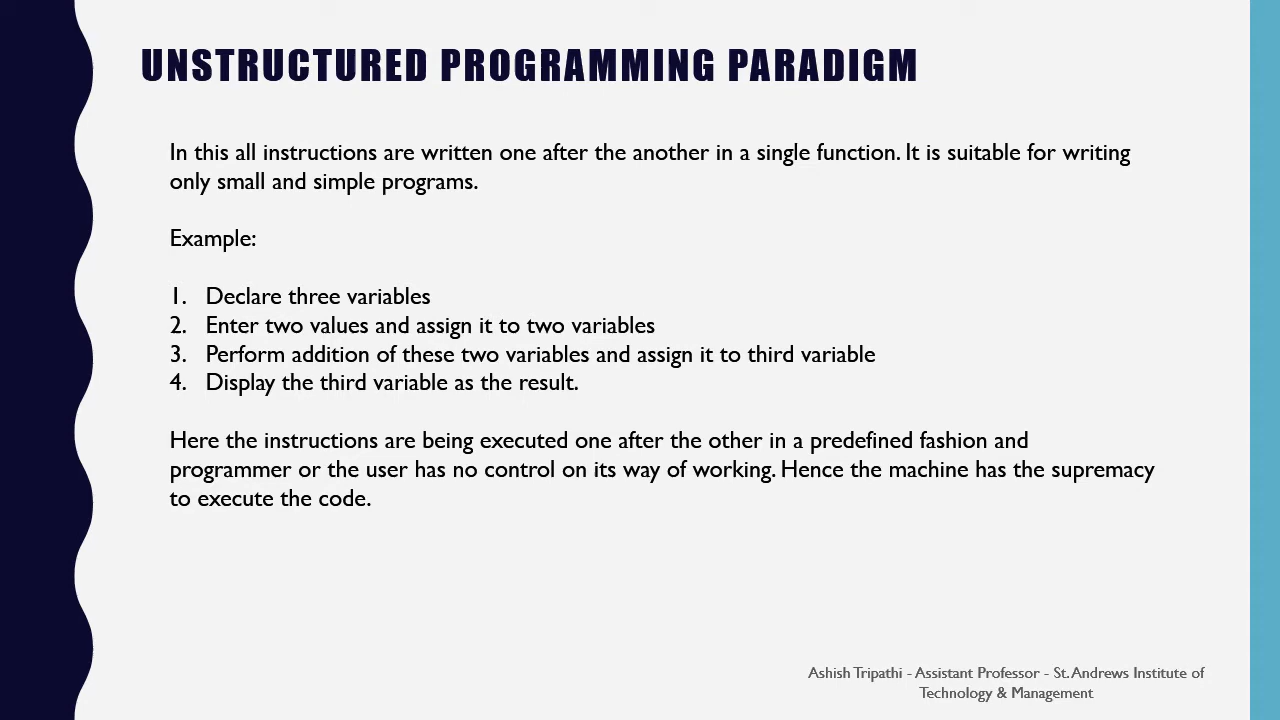 UNSTRUCTURED PROGRAMMING PARADIGM
In this all instructions are written one after the another in a single function. It is suitable for writing
only small and simple programs.
Example:
1. Declare three variables
2. Enter two values and assign it to two variables
3. Perform addition of these two variables and assign it to third variable
4. Display the third variable as the result.
Here the instructions are being executed one after the other in a predefined fashion and
programmer or the user has no control on its way of working. Hence the machine has the supremacy
to execute the code.
Ashish Tripathi - Assistant Professor - St. Andrews Institute of
Technology & Management